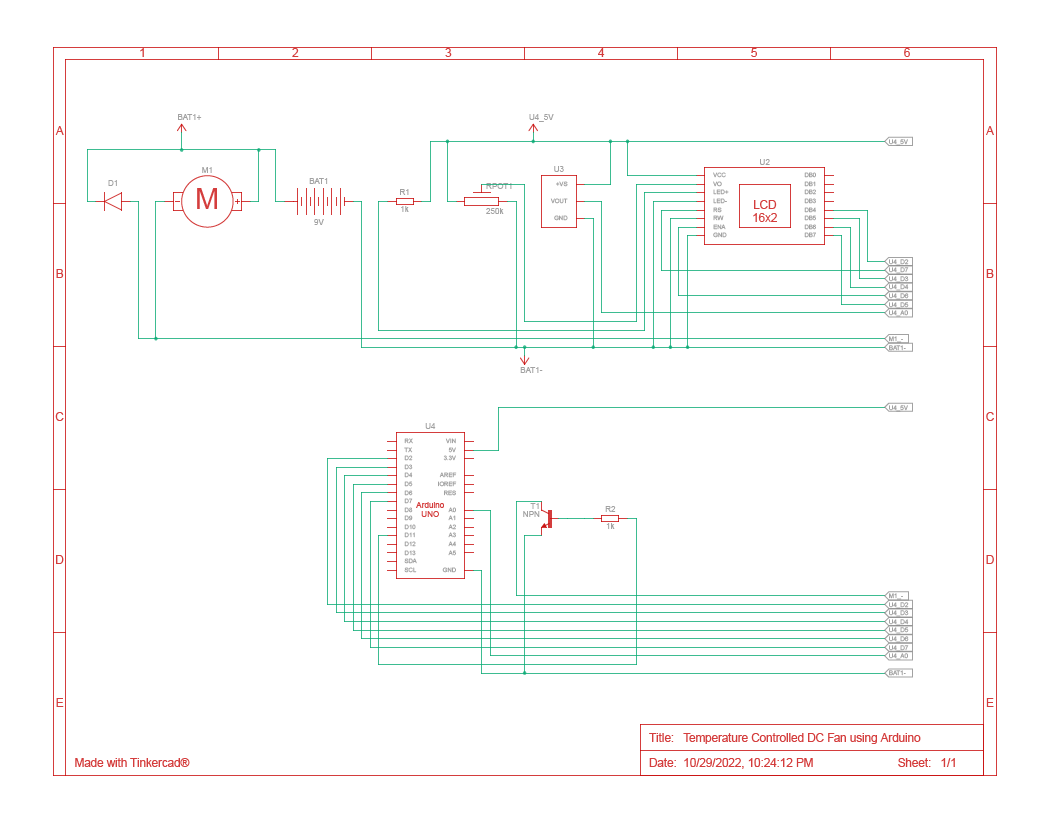 1 2 3 4 5 6
A A
B B
C C
D D
E E
BAT1+
D1
M1
M
- +
BAT1
9V
R1
1k
U4_5V
RPOT1
250k
U3
+VS
VOUT
GND
U2
VCC DB0
VO DB1
LED+ DB2
LED- DB3
RS DB4
RW DB5
ENA DB6
GND DB7
LCD
16x2
U4_5V
U4_D2
U4_D7
U4_D3
U4_D4
U4_D6
U4_D5
U4_A0
M1_-
BAT1-
BAT1-
U4_5V
U4
RX VIN
TX 5V
D2 3.3V
D3
D4 AREF
D5 IOREF
D6 RES
D7
D8 A0
D9 A1
D10 A2
D11 A3
D12 A4
D13 A5
EDA
ECL GND
Arduino
UNO
T1
NPN
R2
1k
M1_-
U4_D2
U4_D3
U4_D4
U4_D5
U4_D6
U4_D7
U4_A0
BAT1-
Title: Temperature Controlled DC Fan using Arduino
Made with Tinkercad®
Date: 10/29/2022, 10:24:12 PM Sheet: 1/1